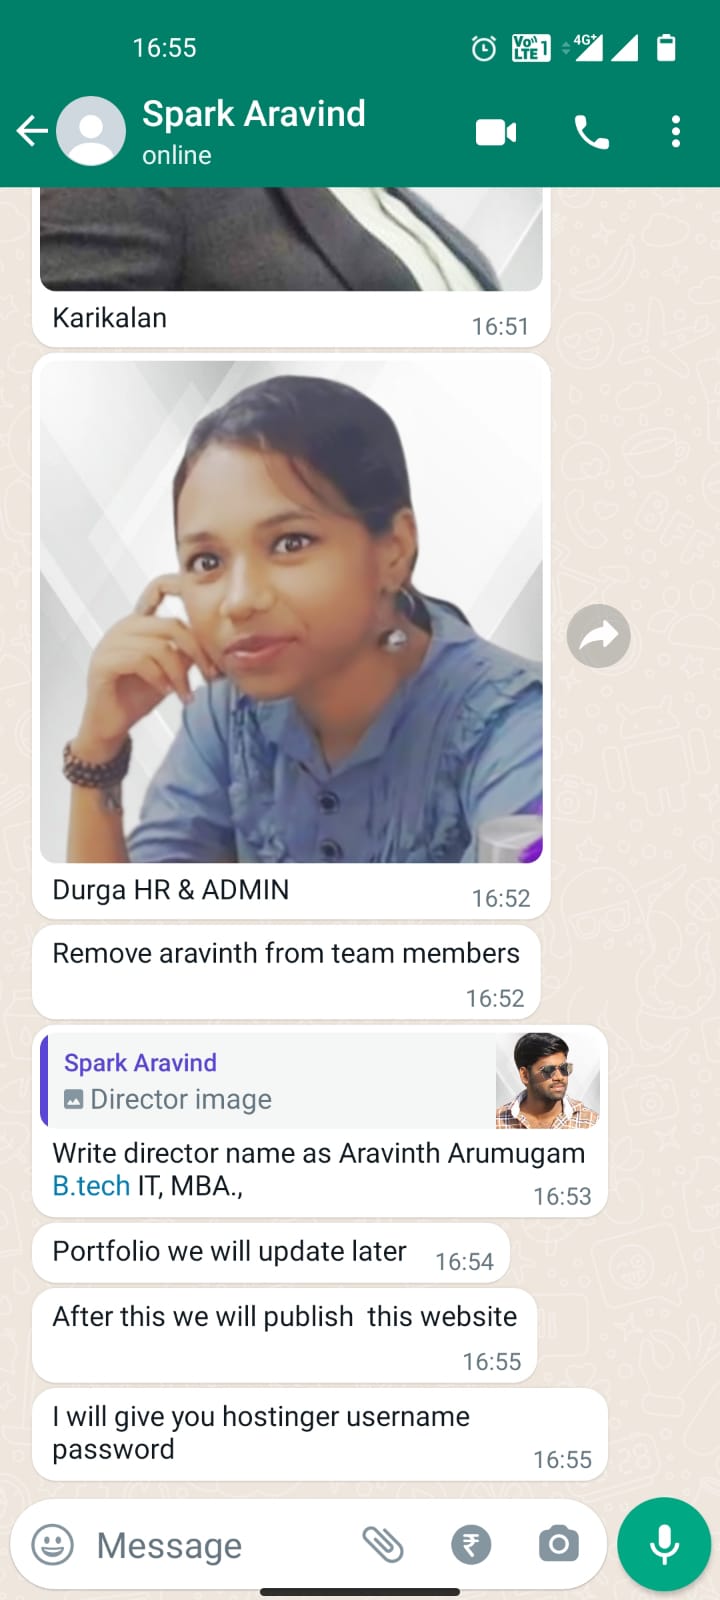 16:55
Vo)) LTE 1
4G+
Spark Aravind
online
Karikalan
16:51
Durga HR & ADMIN
16:52
Remove aravinth from team members
16:52
Spark Aravind
Director image
Write director name as Aravinth Arumugam
B.tech IT, MBA.,
16:53
Portfolio we will update later
16:54
After this we will publish  this website
16:55
I will give you hostinger username
password
16:55
Message
₹